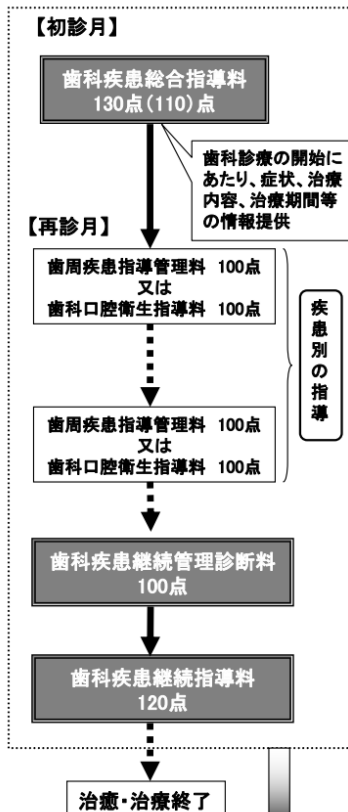 【初診月】
歯科疾患総合指導料
130点(110)点
歯科診療の開始に
あたり、症状、治療
内容、治療期間等
の情報提供
【再診月】
歯周疾患指導管理料 100点
又は
歯科口腔衛生指導料 100点
疾患別の指導
歯周疾患指導管理料 100点
又は
歯科口腔衛生指導料 100点
歯科疾患継続管理診断料
100点
歯科疾患継続指導料
120点
治癒・治療終了